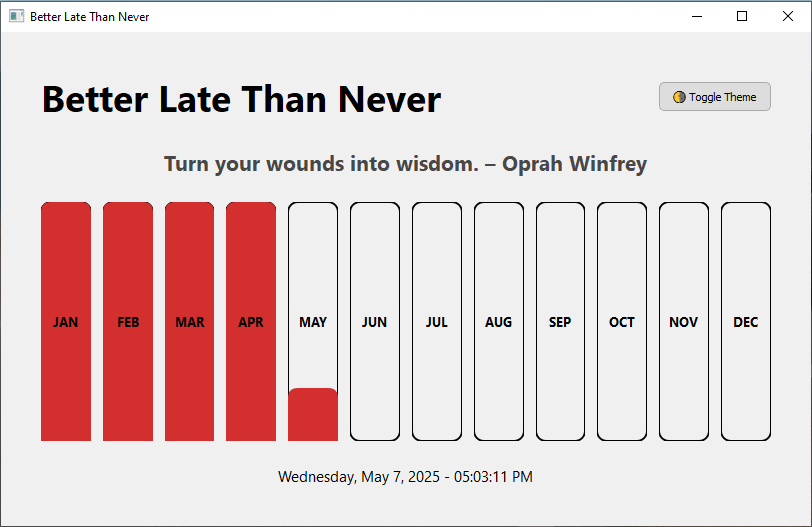 Better Late Than Never
Better Late Than Never
Toggle Theme
Turn your wounds into wisdom. – Oprah Winfrey
JAN FEB MAR APR MAY JUN JUL AUG SEP OCT NOV DEC
Wednesday, May 7, 2025 - 05:03:11 PM